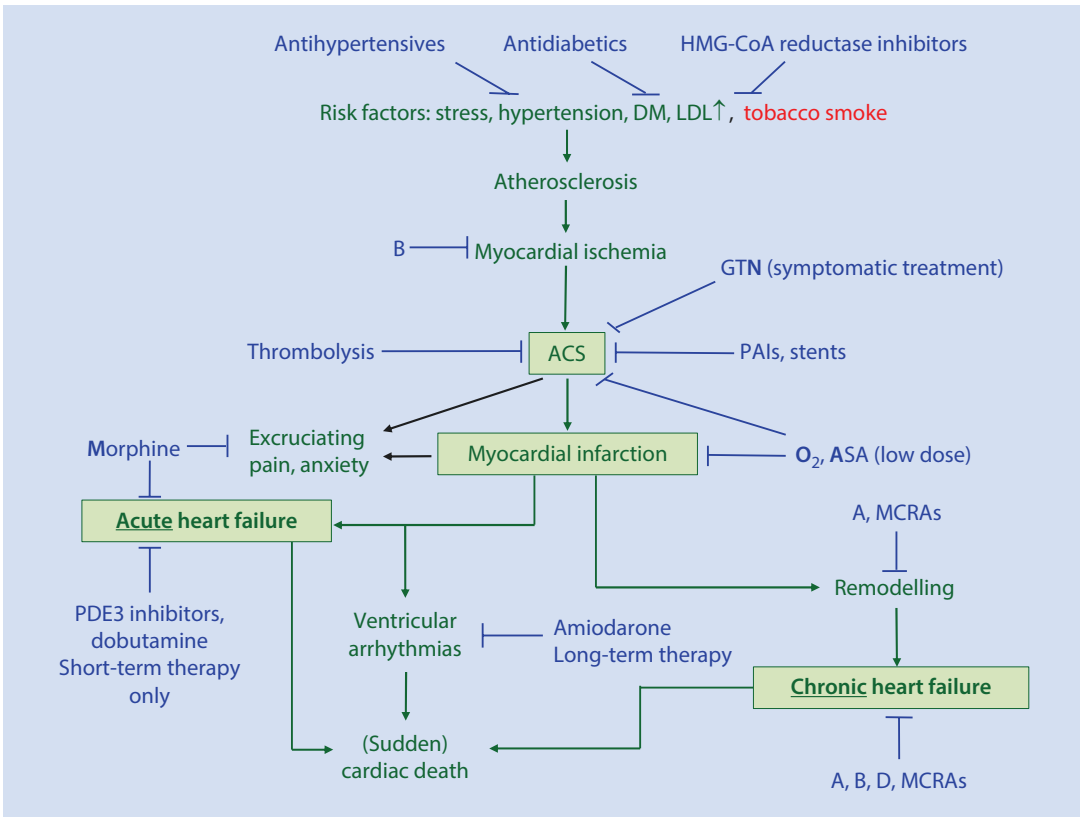 Antihypertensives
Antidiabetics
HMG-CoA reductase inhibitors
Risk factors: stress, hypertension, DM, LDL↑, tobacco smoke
Atherosclerosis
B
Myocardial ischemia
GTN (symptomatic treatment)
Thrombolysis
ACS
PAIs, stents
Morphine
Excruciating
pain, anxiety
Myocardial infarction
O₂, ASA (low dose)
Acute heart failure
A, MCRAs
Remodelling
PDE3 inhibitors,
dobutamine
Short-term therapy
only
Ventricular
arrhythmias
Amiodarone
Long-term therapy
Chronic heart failure
(Sudden)
cardiac death
A, B, D, MCRAs